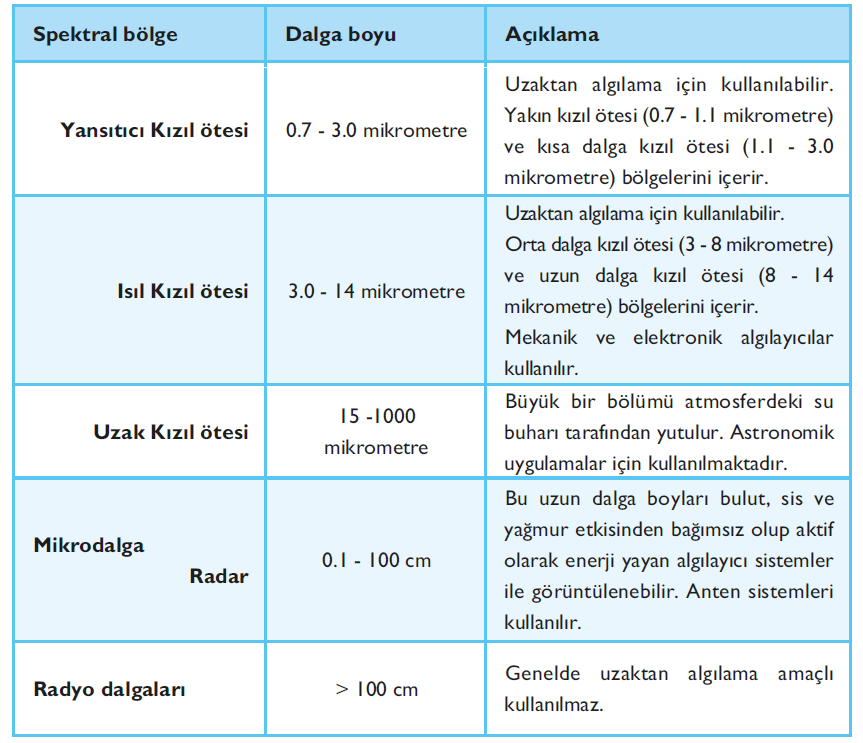 Spektral bölge
Dalga boyu
Açıklama
Yansıtıcı Kızıl ötesi
0.7 - 3.0 mikrometre
Uzaktan algılama için kullanılabilir.
Yakın kızıl ötesi (0.7 - 1.1 mikrometre)
ve kısa dalga kızıl ötesi (1.1 - 3.0
mikrometre) bölgelerini içerir.
Isıl Kızıl ötesi
3.0 - 14 mikrometre
Uzaktan algılama için kullanılabilir.
Orta dalga kızıl ötesi (3 - 8 mikrometre)
ve uzun dalga kızıl ötesi (8 - 14
mikrometre) bölgelerini içerir.
Mekanik ve elektronik algılayıcılar
kullanılır.
Uzak Kızıl ötesi
15 -1000
mikrometre
Büyük bir bölümü atmosferdeki su
buharı tarafından yutulur. Astronomik
uygulamalar için kullanılmaktadır.
Mikrodalga
Radar
0.1 - 100 cm
Bu uzun dalga boyları bulut, sis ve
yağmur etkisinden bağımsız olup aktif
olarak enerji yayan algılayıcı sistemler
ile görüntülenebilir. Anten sistemleri
kullanılır.
Radyo dalgaları
> 100 cm
Genelde uzaktan algılama amaçlı
kullanılmaz.